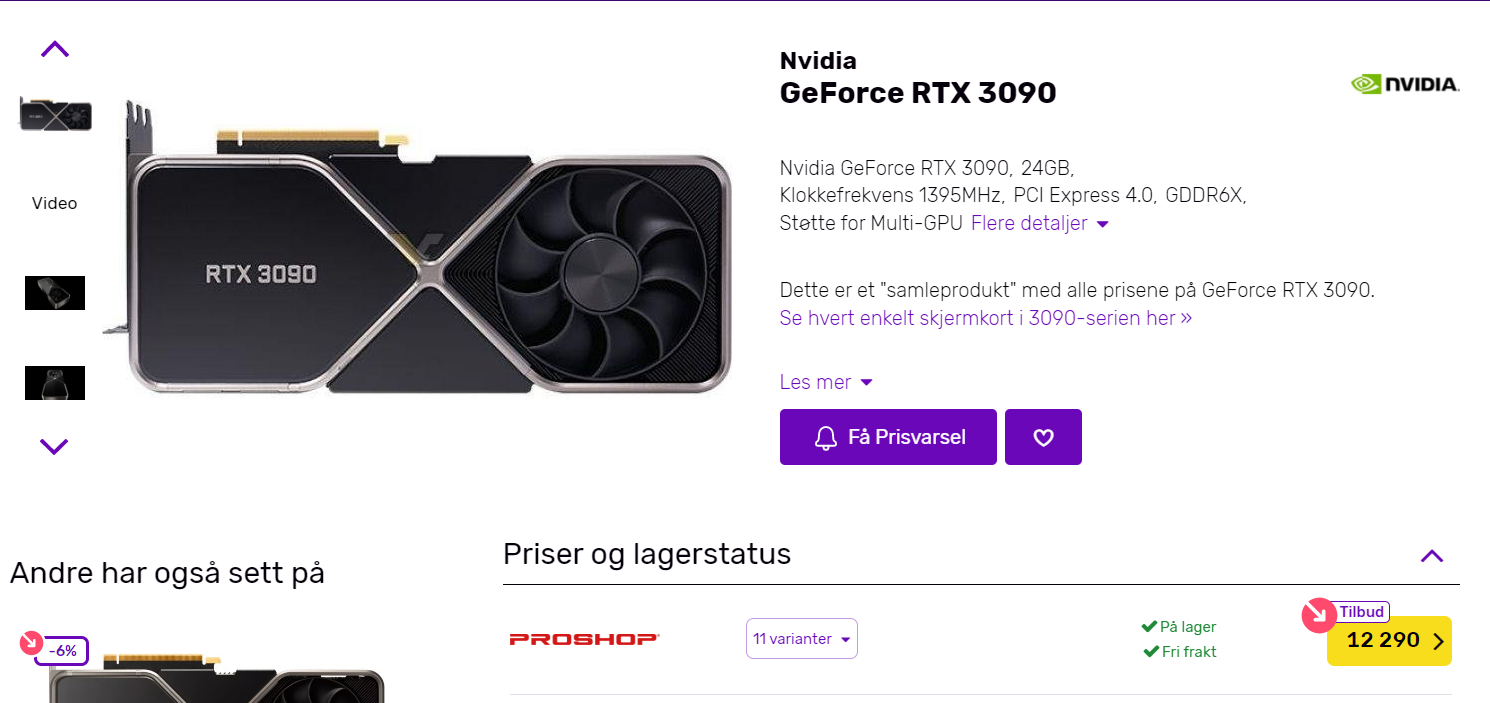 Nvidia
GeForce RTX 3090
NVIDIA.
Video
RTX 3090
Nvidia GeForce RTX 3090, 24GB,
Klokkefrekvens 1395MHz, PCI Express 4.0, GDDR6X,
Støtte for Multi-GPU Flere detaljer
Dette er et "samleprodukt" med alle prisene på GeForce RTX 3090.
Se hvert enkelt skjermkort i 3090-serien her »
Les mer
Få Prisvarsel
Andre har også sett på
-6%
Priser og lagerstatus
PROSHOP
11 varianter
På lager
Fri frakt
Tilbud
12 290